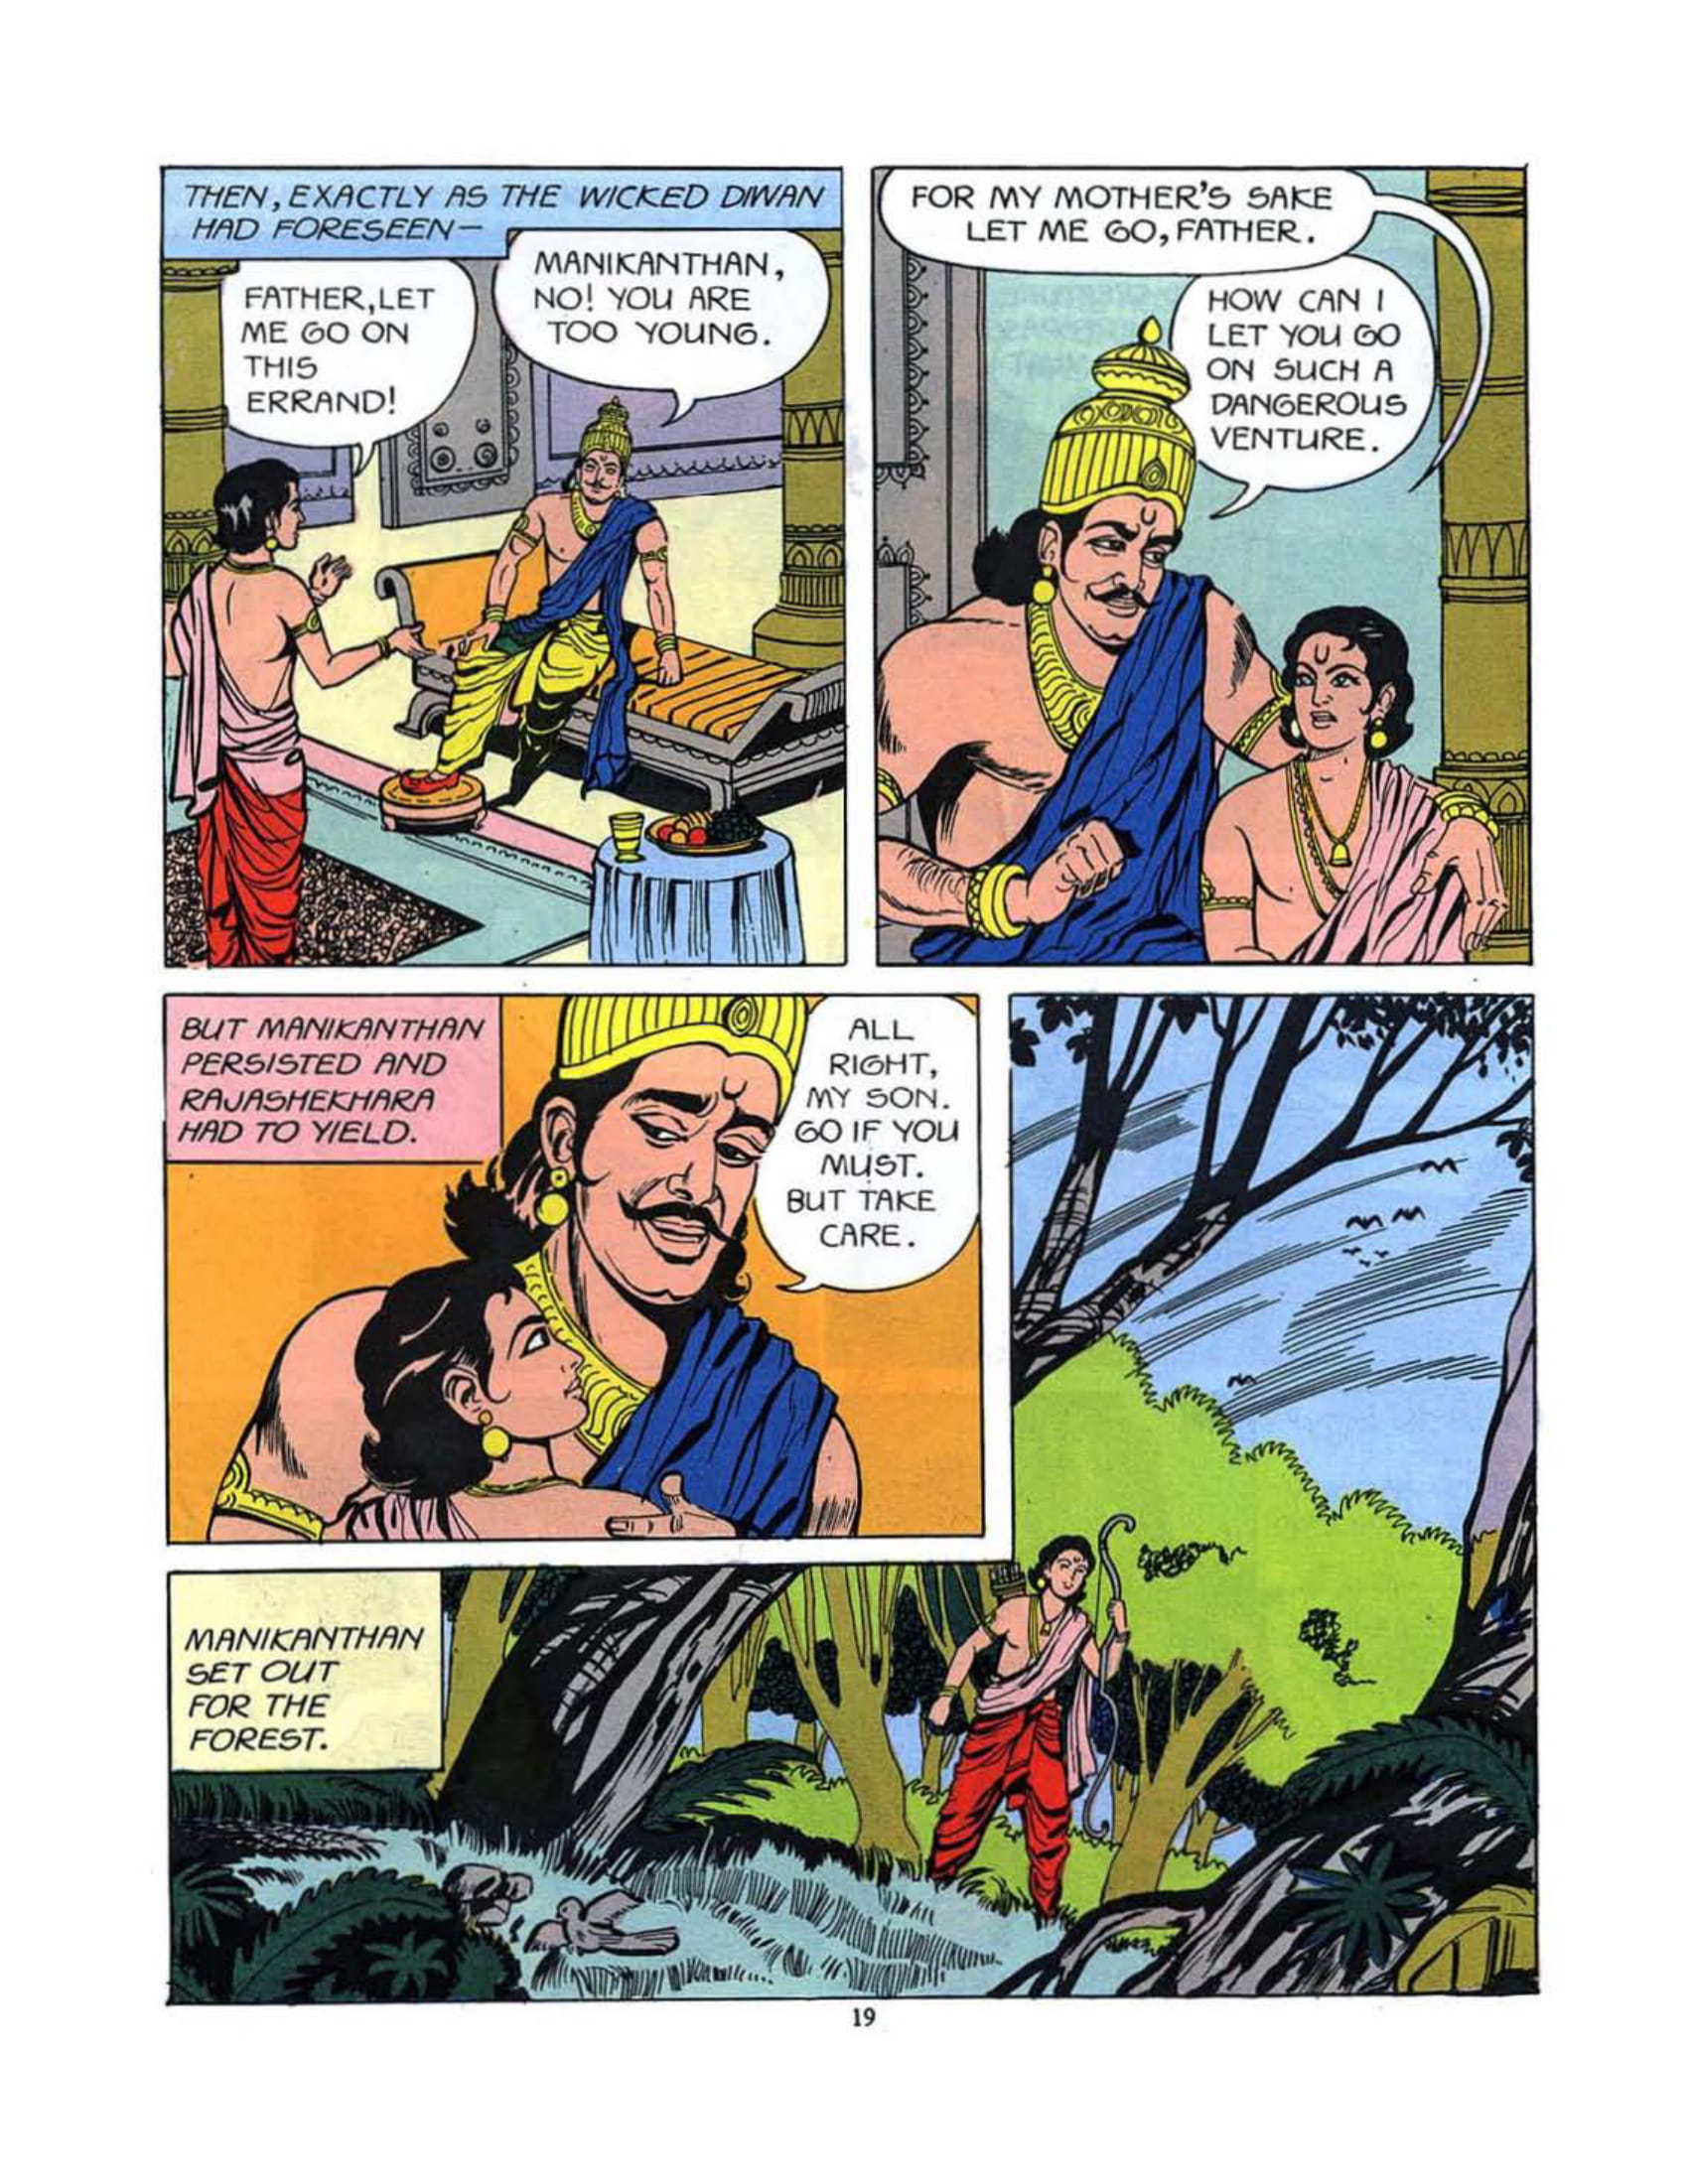 THEN, EXACTLY AS THE WICKED DIWAN
HAD FORESEEN—
FATHER, LET
ME GO ON
THIS
ERRAND!
MANIKANTHAN,
NO! YOU ARE
TOO YOUNG.
FOR MY MOTHER'S SAKE
LET ME GO, FATHER.
HOW CAN I
LET YOU GO
ON SUCH A
DANGEROUS
VENTURE.
BUT MANIKANTHAN
PERSISTED AND
RAJASHEKHARA
HAD TO YIELD.
ALL
RIGHT,
MY SON.
GO IF YOU
MUST.
BUT TAKE
CARE.
MANIKANTHAN
SET OUT
FOR THE
FOREST.
19